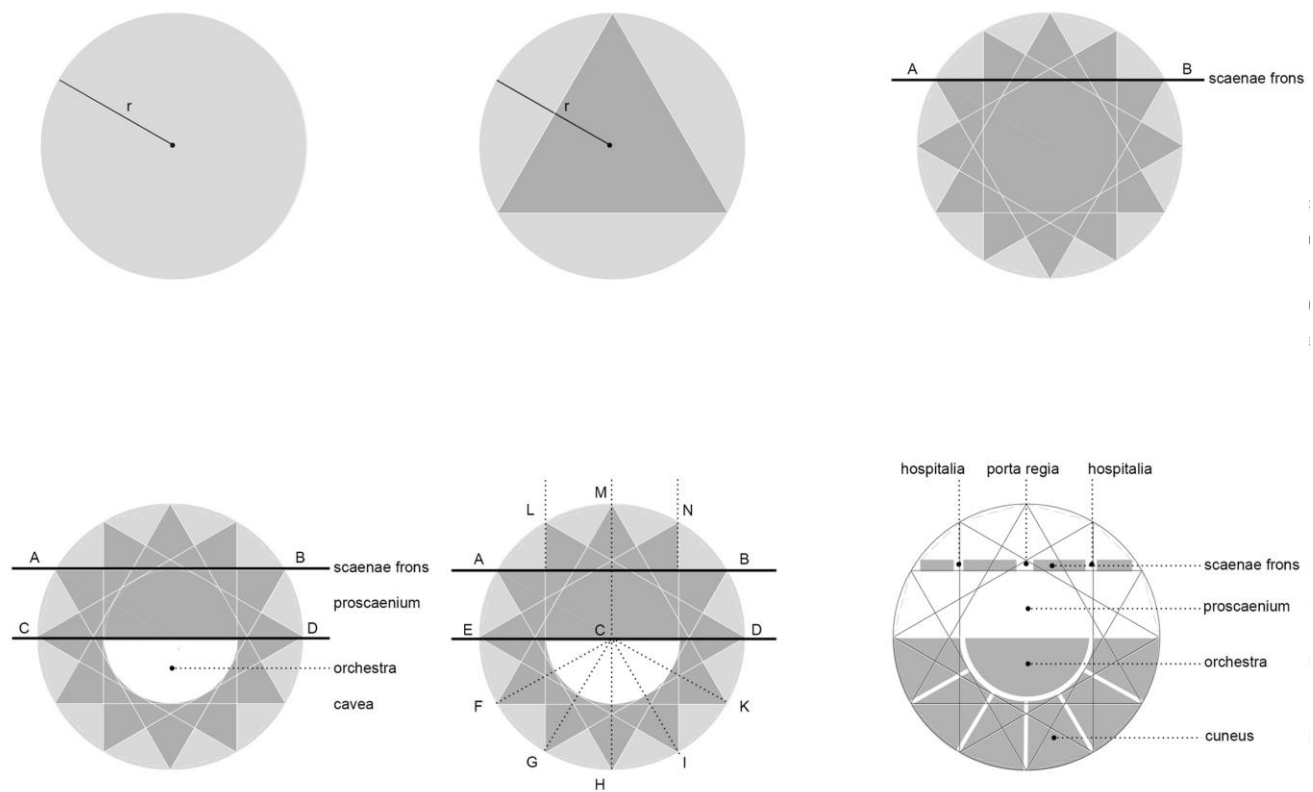 r
r
A
B
scaenae frons
A
B
scaenae frons
proscaenium
C
D
orchestra
cavea
M
L
N
A
B
E
C
D
F
K
G
I
H
hospitalia
porta regia
hospitalia
scaenae frons
proscaenium
orchestra
cuneus